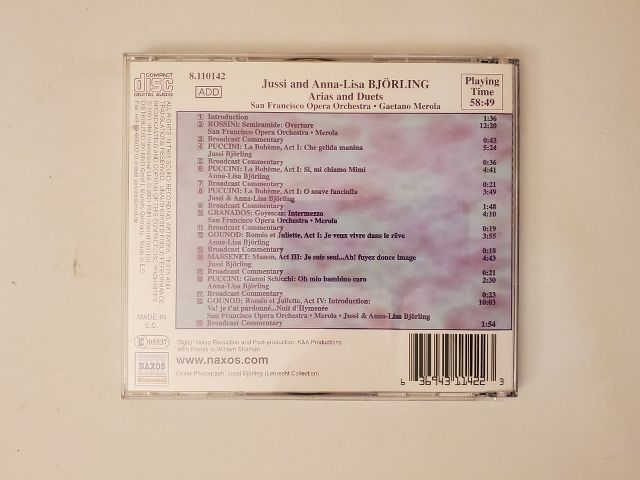 COMPACT
disc
DIGITAL AUDIO
8.110142
ADD
Jussi and Anna-Lisa BJÖRLING
Arias and Duets
San Francisco Opera Orchestra • Gaetano Merola
Playing
Time
58:49
1 Introduction 1:36
2 ROSSINI: Semiramide: Overture 12:20
San Francisco Opera Orchestra • Merola
3 Broadcast Commentary 0:43
4 PUCCINI: La Bohème, Act I: Che gelida manina 5:24
Jussi Björling
5 Broadcast Commentary 0:36
6 PUCCINI: La Bohème, Act I: Sì, mi chiamo Mimì 4:41
Anna-Lisa Björling
7 Broadcast Commentary 0:21
8 PUCCINI: La Bohème, Act I: O soave fanciulla 3:49
Jussi & Anna-Lisa Björling
9 Broadcast Commentary 1:48
10 GRANADOS: Goyescas: Intermezzo 4:10
San Francisco Opera Orchestra • Merola
11 Broadcast Commentary 0:19
12 GOUNOD: Roméo et Juliette, Act I: Je veux vivre dans le rêve 3:55
Anna-Lisa Björling
13 Broadcast Commentary 0:18
14 MASSENET: Manon, Act III: Je suis seul...Ah! fuyez douce image 4:43
Jussi Björling
15 Broadcast Commentary 0:21
16 PUCCINI: Gianni Schicchi: Oh mio bambino caro 2:30
Anna-Lisa Björling
17 Broadcast Commentary 0:23
18 GOUNOD: Roméo et Juliette, Act IV: Introduction: 10:03
Va! je t'ai pardonné...Nuit d'Hymenée
San Francisco Opera Orchestra • Merola • Jussi & Anna-Lisa Björling
19 Broadcast Commentary 1:54
MADE IN
E.C.
05537
Digital Noise Reduction and Post-production: K&A Productions
With thanks to William Shaman
www.naxos.com
Cover Photograph: Jussi Björling (Lebrecht Collection)
NAXOS
Historical
6 36943 11422 3